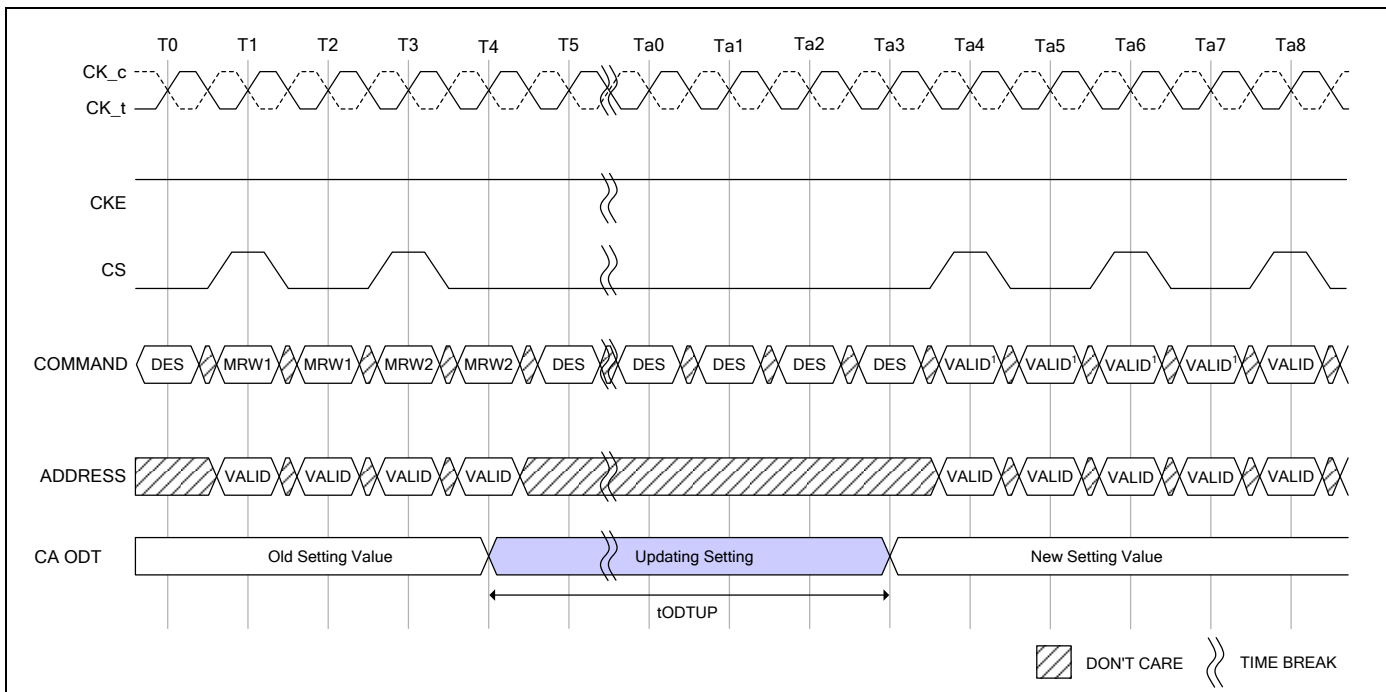 T0 T1 T2 T3 T4 T5 Ta0 Ta1 Ta2 Ta3 Ta4 Ta5 Ta6 Ta7 Ta8
CK_c
CK_t
CKE
CS
COMMAND DES MRW1 MRW1 MRW2 MRW2 DES DES DES DES DES VALID¹ VALID¹ VALID¹ VALID¹ VALID
ADDRESS VALID VALID VALID VALID VALID VALID VALID VALID VALID
CA ODT Old Setting Value Updating Setting New Setting Value
tODTUP
DON'T CARE TIME BREAK